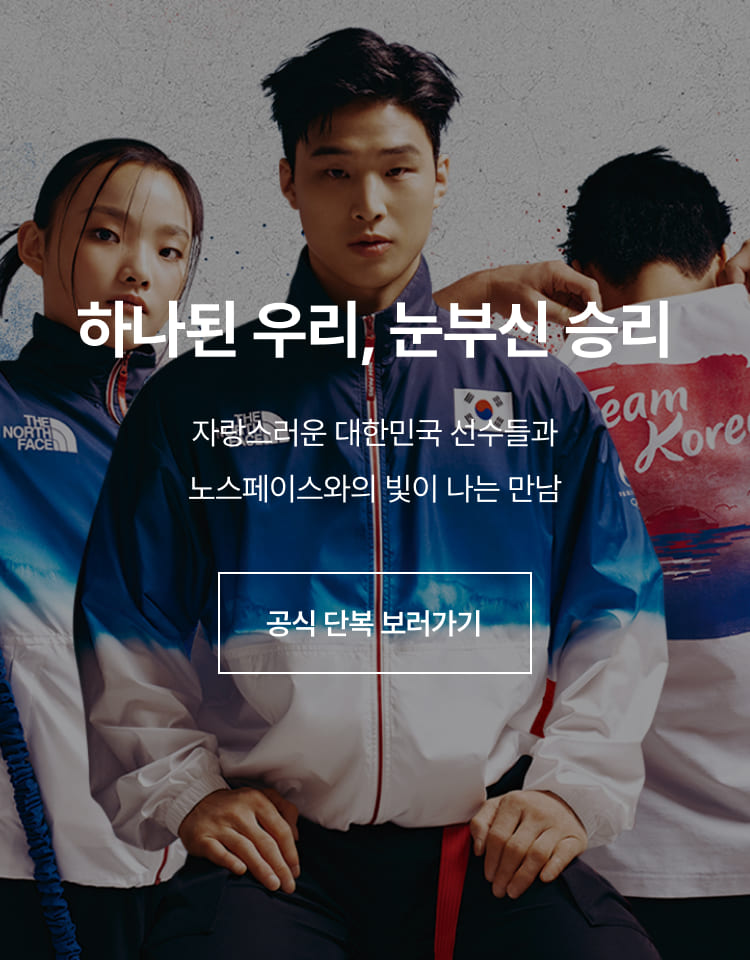 하나된 우리, 눈부신 승리
THE
NORTH
FACE
자랑스러운 대한민국 선수들과
노스페이스와의 빛이 나는 만남
Team
Korea
공식 단복 보러가기